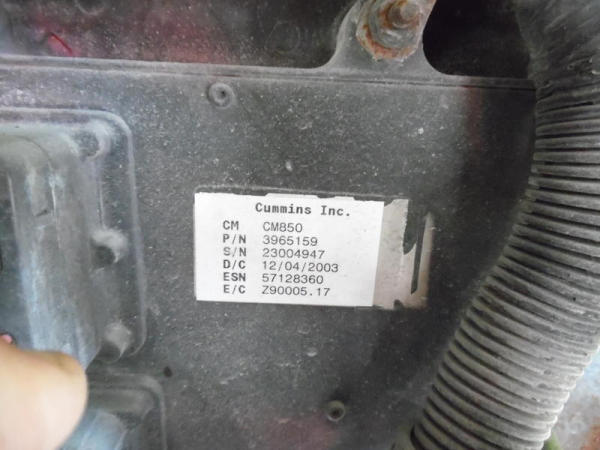 Cummins Inc.
CM CM850
P/N 3965159
S/N 23004947
D/C 12/04/2003
ESN 57128360
E/C Z90005.17